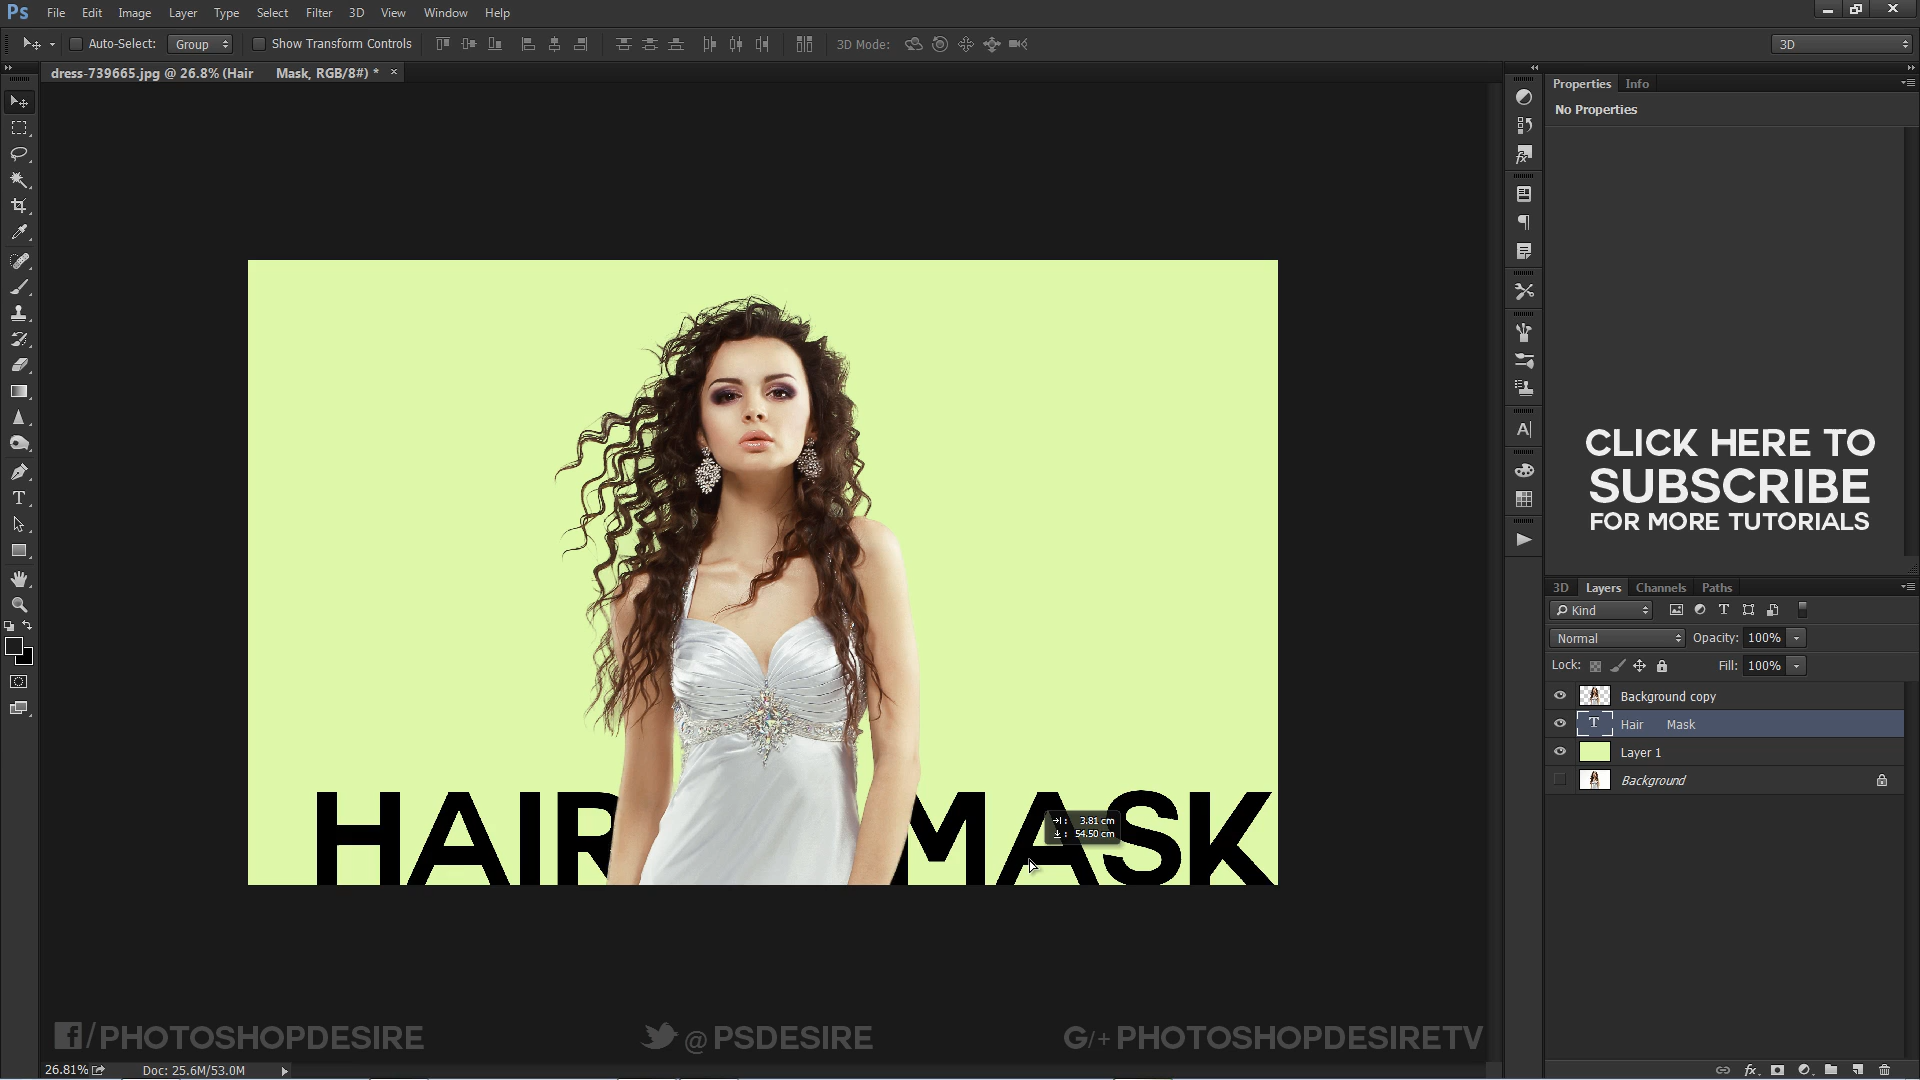 Ps File Edit Image Layer Type Select Filter 3D View Window Help
Auto-Select: Group Show Transform Controls 3D Mode: 3D
dress-739665.jpg @ 26.8% (Hair Mask, RGB/8#) * ×
Properties Info
No Properties
CLICK HERE TO
SUBSCRIBE
FOR MORE TUTORIALS
3D Layers Channels Paths
Kind
Normal Opacity: 100%
Lock: Fill: 100%
Background copy
Hair Mask
Layer 1
Background
HAIR MASK
3.81 cm
54.50 cm
f/PHOTOSHOPDESIRE @PSDESIRE G/+PHOTOSHOPDESIRETV
26.81% Doc: 25.6M/53.0M